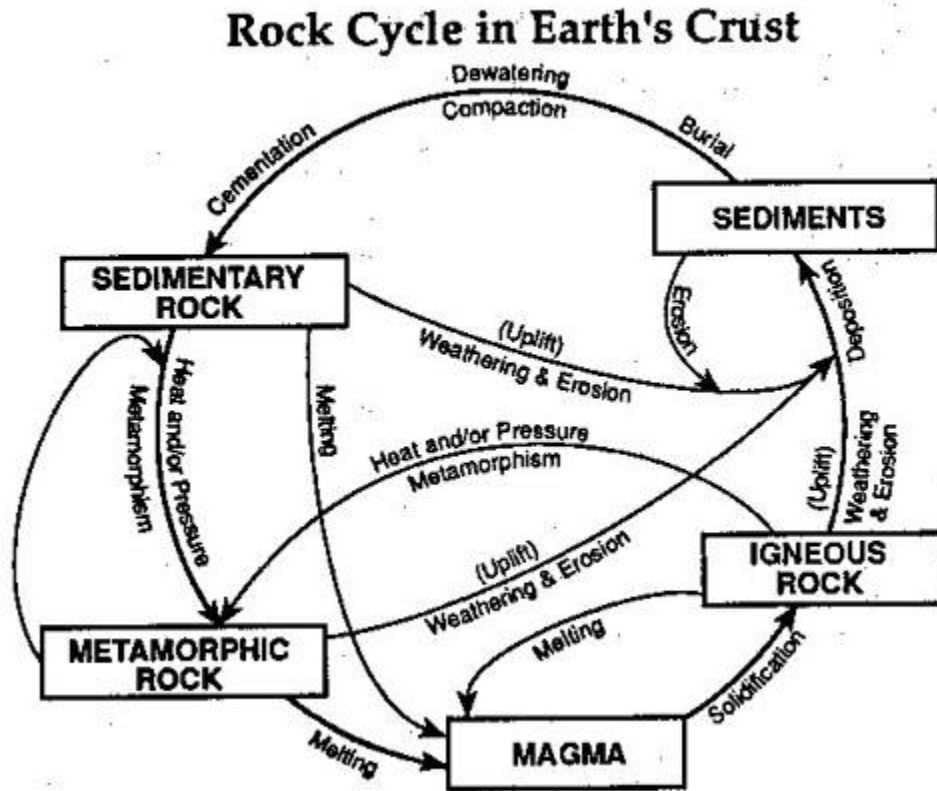 Rock Cycle in Earth's Crust
Dewatering
Compaction
Burial
Cementation
SEDIMENTS
SEDIMENTARY
ROCK
Erosion
Deposition
(Uplift)
Weathering & Erosion
Heat and/or Pressure
Metamorphism
Melting
Heat and/or Pressure
Metamorphism
(Uplift)
Weathering
& Erosion
(Uplift)
Weathering & Erosion
IGNEOUS
ROCK
METAMORPHIC
ROCK
Melting
Solidification
Melting
MAGMA